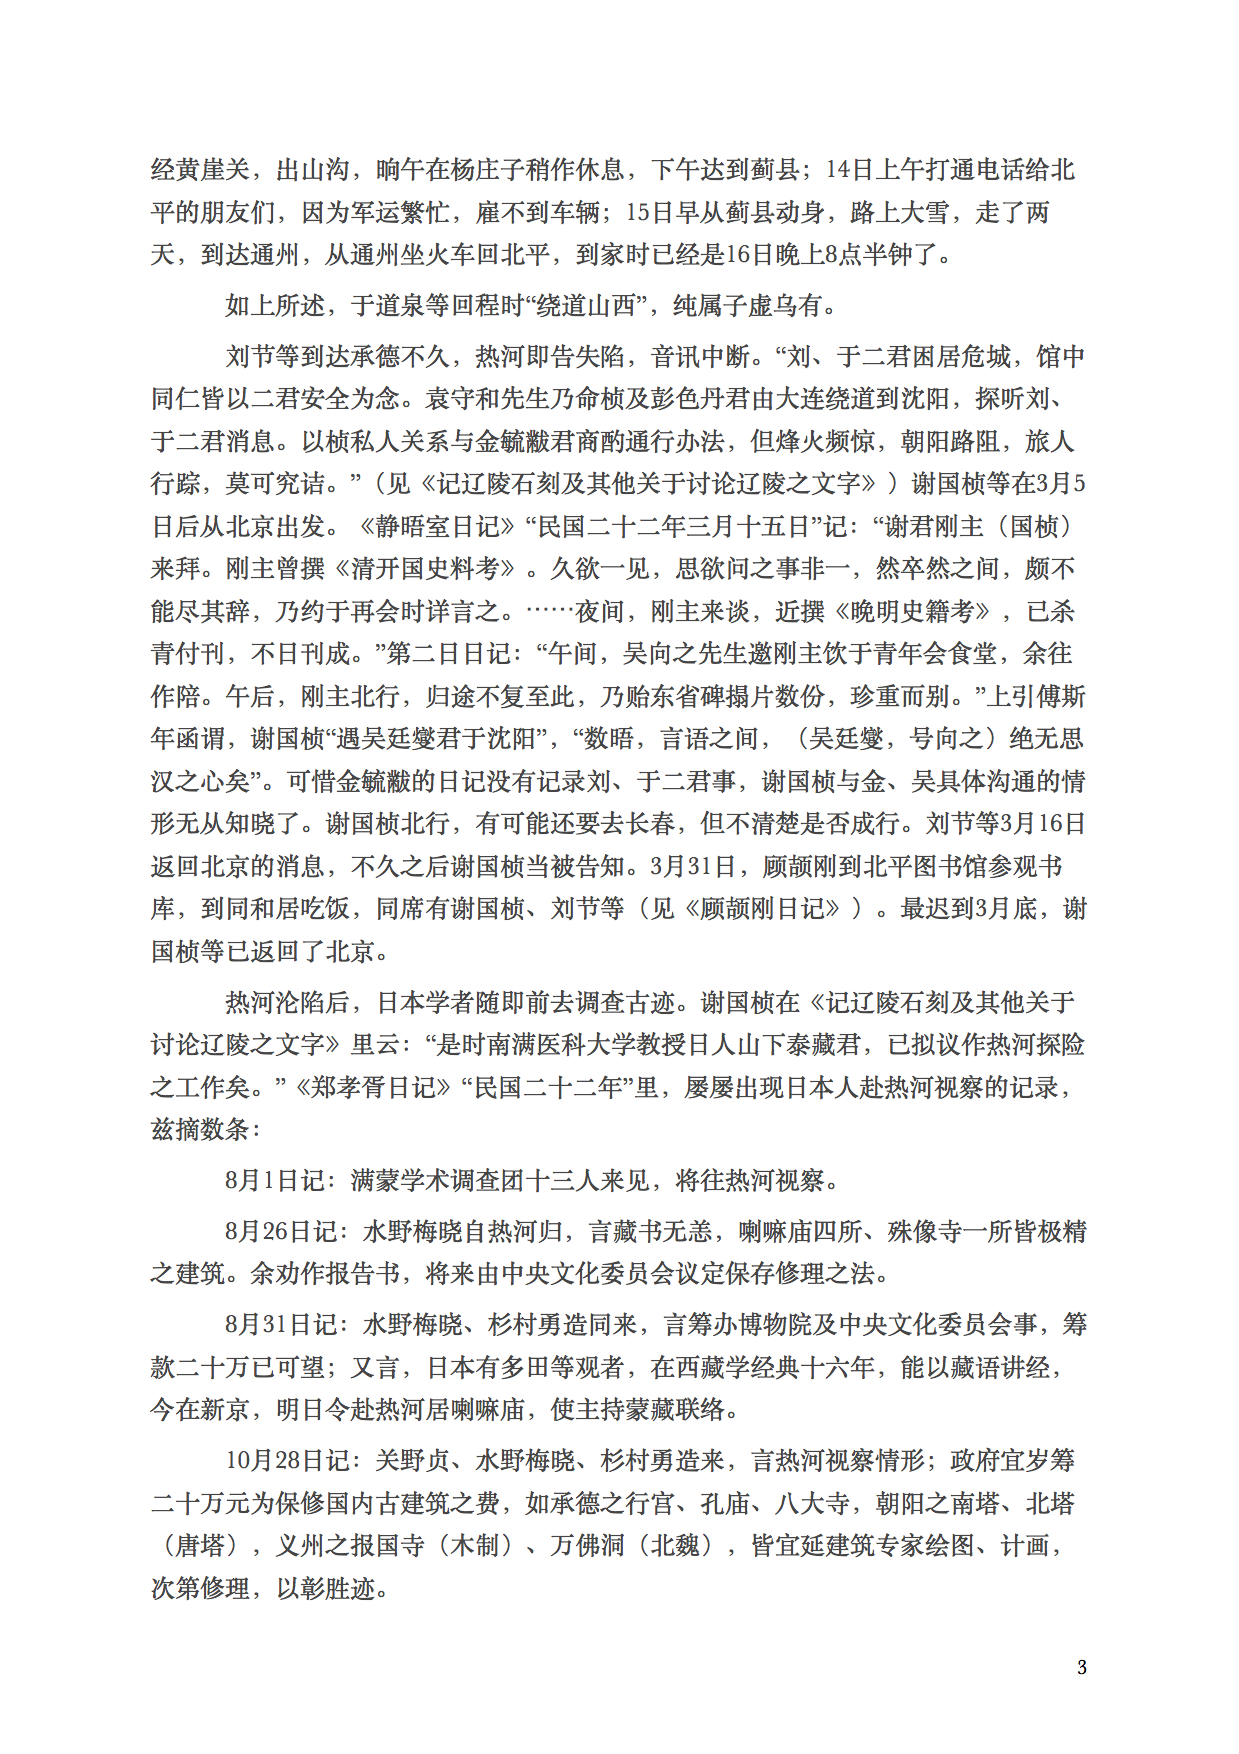 经黄崖关，出山沟，晌午在杨庄子稍作休息，下午达到蓟县；14日上午打通电话给北
平的朋友们，因为军运繁忙，雇不到车辆；15日早从蓟县动身，路上大雪，走了两
天，到达通州，从通州坐火车回北平，到家时已经是16日晚上8点半钟了。
如上所述，于道泉等回程时“绕道山西”，纯属子虚乌有。
刘节等到达承德不久，热河即告失陷，音讯中断。“刘、于二君困居危城，馆中
同仁皆以二君安全为念。袁守和先生乃命桢及彭色丹君由大连绕道到沈阳，探听刘、
于二君消息。以桢私人关系与金毓黻君商酌通行办法，但烽火频惊，朝阳路阻，旅人
行踪，莫可究诘。”（见《记辽陵石刻及其他关于讨论辽陵之文字》）谢国桢等在3月5
日后从北京出发。《静晤室日记》“民国二十二年三月十五日”记：“谢君刚主（国桢）
来拜。刚主曾撰《清开国史料考》。久欲一见，思欲问之事非一，然卒然之间，颇不
能尽其辞，乃约于再会时详言之。……夜间，刚主来谈，近撰《晚明史籍考》，已杀
青付刊，不日刊成。”第二日日记：“午间，吴向之先生邀刚主饮于青年会食堂，余往
作陪。午后，刚主北行，归途不复至此，乃贻东省碑搨片数份，珍重而别。”上引傅斯
年函谓，谢国桢“遇吴廷燮君于沈阳”，“数晤，言语之间，（吴廷燮，号向之）绝无思
汉之心矣”。可惜金毓黻的日记没有记录刘、于二君事，谢国桢与金、吴具体沟通的情
形无从知晓了。谢国桢北行，有可能还要去长春，但不清楚是否成行。刘节等3月16日
返回北京的消息，不久之后谢国桢当被告知。3月31日，顾颉刚到北平图书馆参观书
库，到同和居吃饭，同席有谢国桢、刘节等（见《顾颉刚日记》）。最迟到3月底，谢
国桢等已返回了北京。
热河沦陷后，日本学者随即前去调查古迹。谢国桢在《记辽陵石刻及其他关于
讨论辽陵之文字》里云：“是时南满医科大学教授日人山下泰藏君，已拟议作热河探险
之工作矣。”《郑孝胥日记》“民国二十二年”里，屡屡出现日本人赴热河视察的记录，
兹摘数条：
8月1日记：满蒙学术调查团十三人来见，将往热河视察。
8月26日记：水野梅晓自热河归，言藏书无恙，喇嘛庙四所、殊像寺一所皆极精
之建筑。余劝作报告书，将来由中央文化委员会议定保存修理之法。
8月31日记：水野梅晓、杉村勇造同来，言筹办博物院及中央文化委员会事，筹
款二十万已可望；又言，日本有多田等观者，在西藏学经典十六年，能以藏语讲经，
今在新京，明日令赴热河居喇嘛庙，使主持蒙藏联络。
10月28日记：关野贞、水野梅晓、杉村勇造来，言热河视察情形；政府宜岁筹
二十万元为保修国内古建筑之费，如承德之行宫、孔庙、八大寺，朝阳之南塔、北塔
（唐塔），义州之报国寺（木制）、万佛洞（北魏），皆宜延建筑专家绘图、计画，
次第修理，以彰胜迹。
3